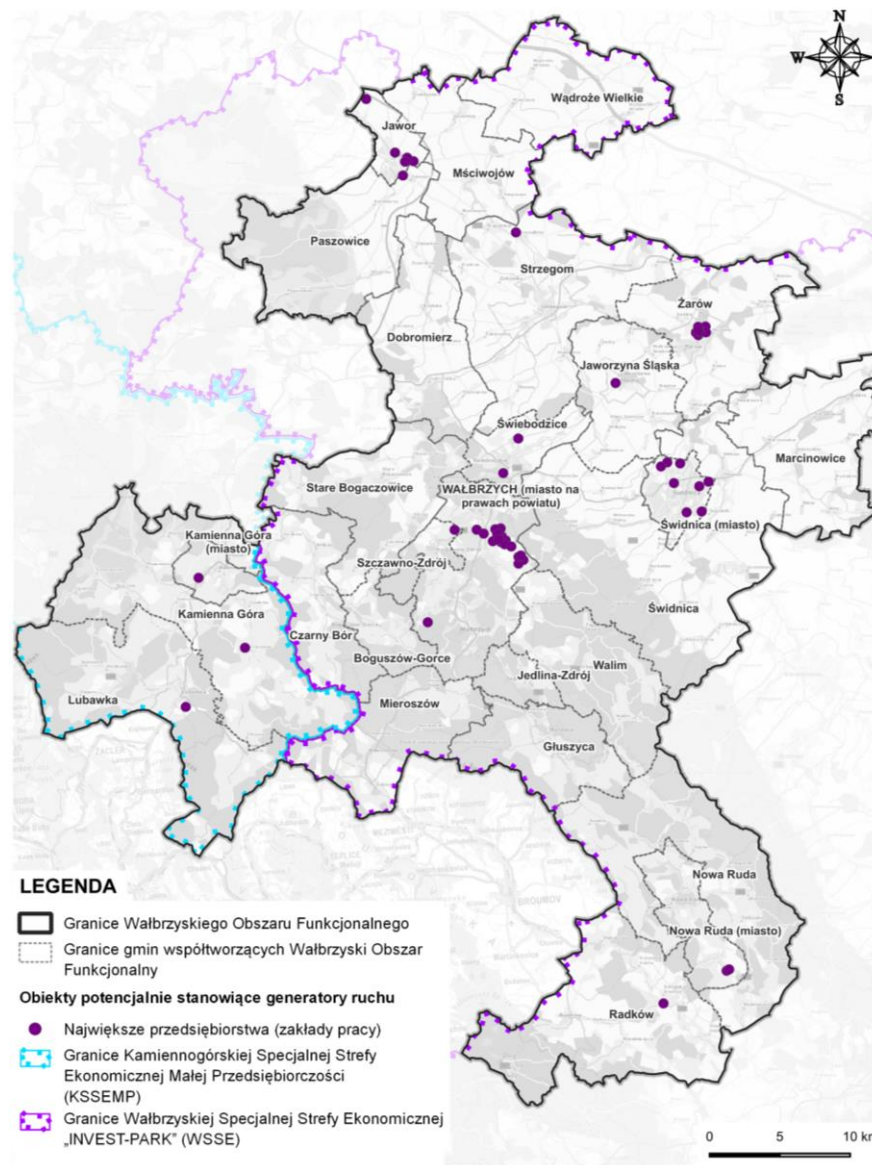 N
W
E
S
Wądroże Wielkie
Jawor
Mściwojów
Paszowice
Strzegom
Żarów
Dobromierz
Jaworzyna Śląska
Świebodzice
Marcinowice
Stare Bogaczowice
WAŁBRZYCH (miasto na
prawach powiatu)
Świdnica (miasto)
Kamienna Góra
(miasto)
Szczawno-Zdrój
Kamienna Góra
Świdnica
Czarny Bór
Boguszów-Gorce
Walim
Jedlina-Zdrój
Lubawka
Mieroszów
Głuszyca
Nowa Ruda
Nowa Ruda (miasto)
Radków
LEGENDA
Granice Wałbrzyskiego Obszaru Funkcjonalnego
Granice gmin współtworzących Wałbrzyski Obszar
Funkcjonalny
Obiekty potencjalnie stanowiące generatory ruchu
Największe przedsiębiorstwa (zakłady pracy)
Granice Kamiennogórskiej Specjalnej Strefy
Ekonomicznej Małej Przedsiębiorczości
(KSSEMP)
Granice Wałbrzyskiej Specjalnej Strefy Ekonomicznej
„INVEST-PARK” (WSSE)
0 5 10 km